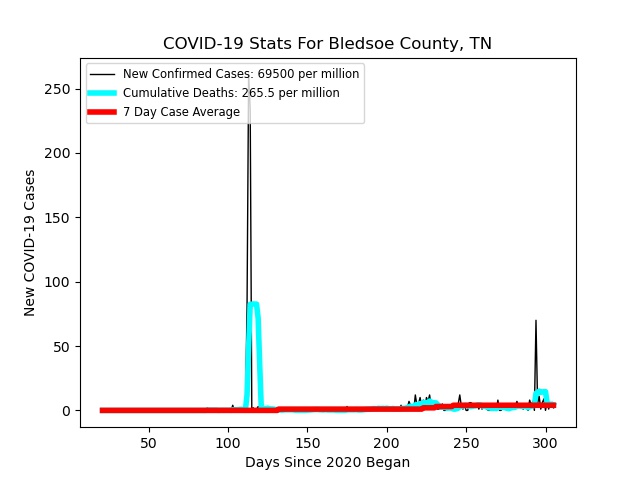 COVID-19 Stats For Bledsoe County, TN
New Confirmed Cases: 69500 per million
Cumulative Deaths: 265.5 per million
7 Day Case Average
New COVID-19 Cases
250
200
150
100
50
0
50 100 150 200 250 300
Days Since 2020 Began